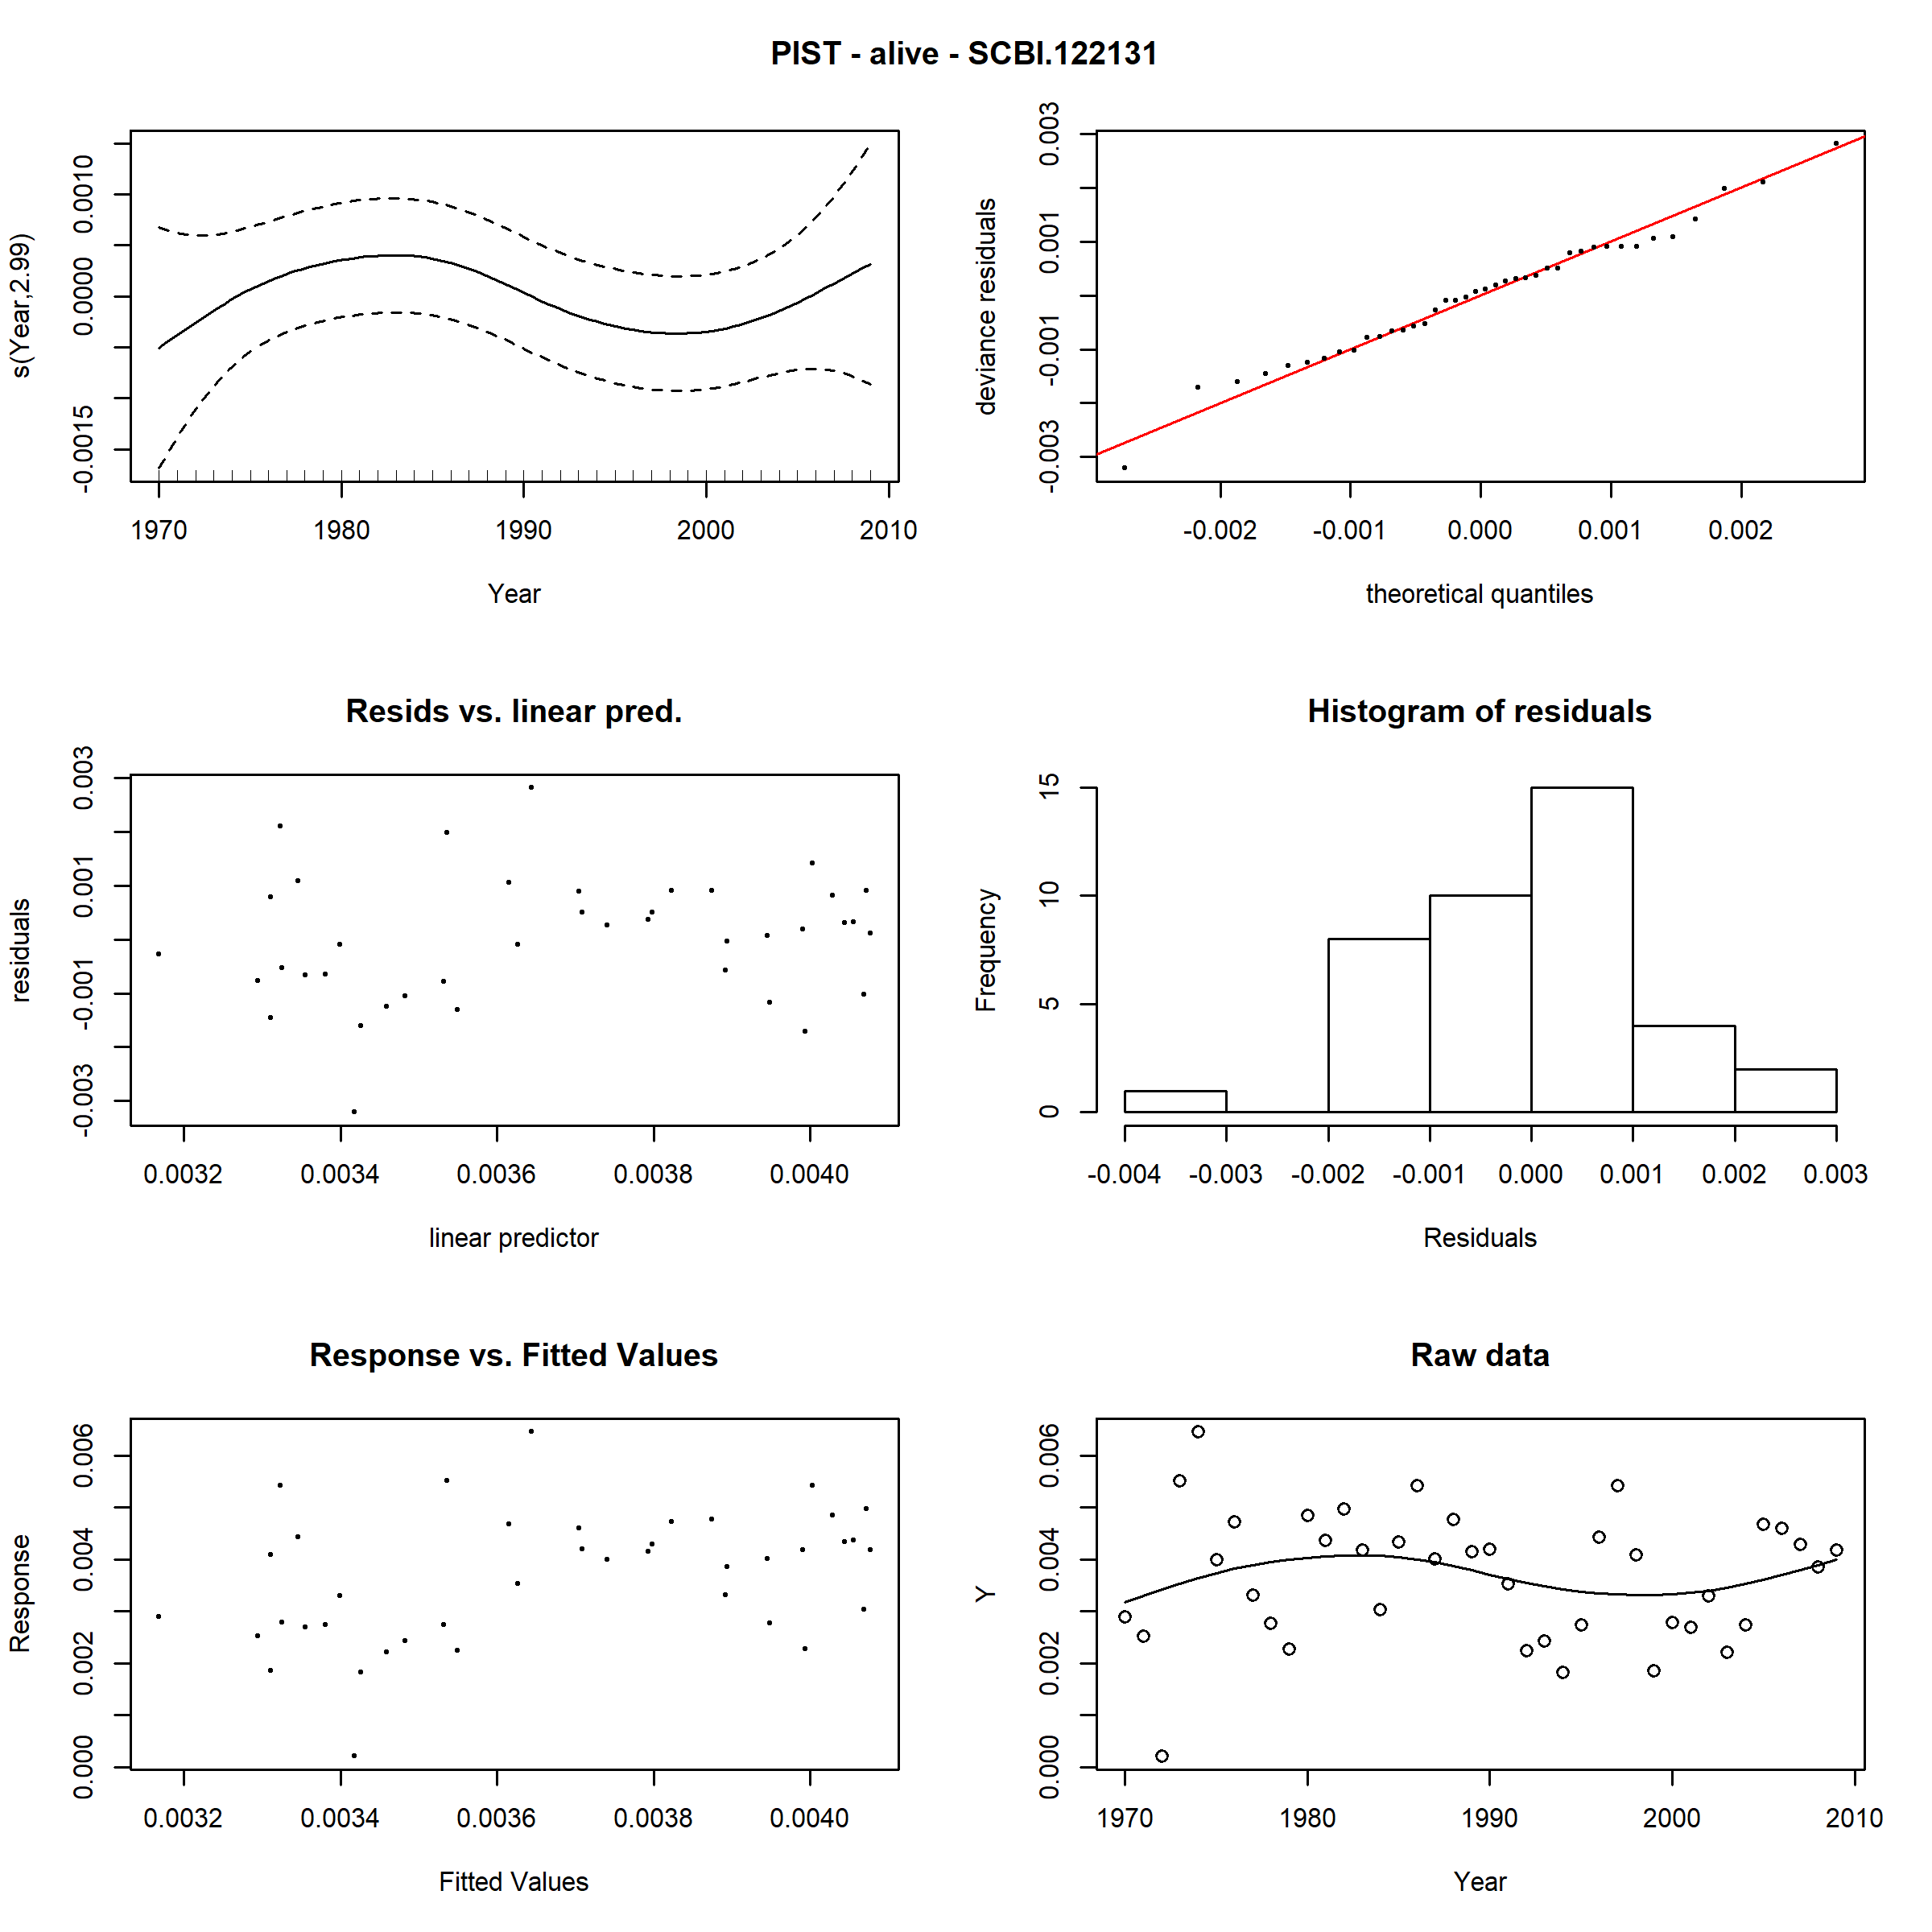 PIST - alive - SCBI.122131
s(Year,2.99)
-0.0015 0.0000 0.0010
1970 1980 1990 2000 2010
Year
deviance residuals
-0.003 -0.001 0.001 0.003
-0.002 -0.001 0.000 0.001 0.002
theoretical quantiles
Resids vs. linear pred.
residuals
-0.003 -0.001 0.001 0.003
0.0032 0.0034 0.0036 0.0038 0.0040
linear predictor
Histogram of residuals
Frequency
0 5 10 15
-0.004 -0.003 -0.002 -0.001 0.000 0.001 0.002 0.003
Residuals
Response vs. Fitted Values
Response
0.000 0.002 0.004 0.006
0.0032 0.0034 0.0036 0.0038 0.0040
Fitted Values
Raw data
Y
0.000 0.002 0.004 0.006
1970 1980 1990 2000 2010
Year